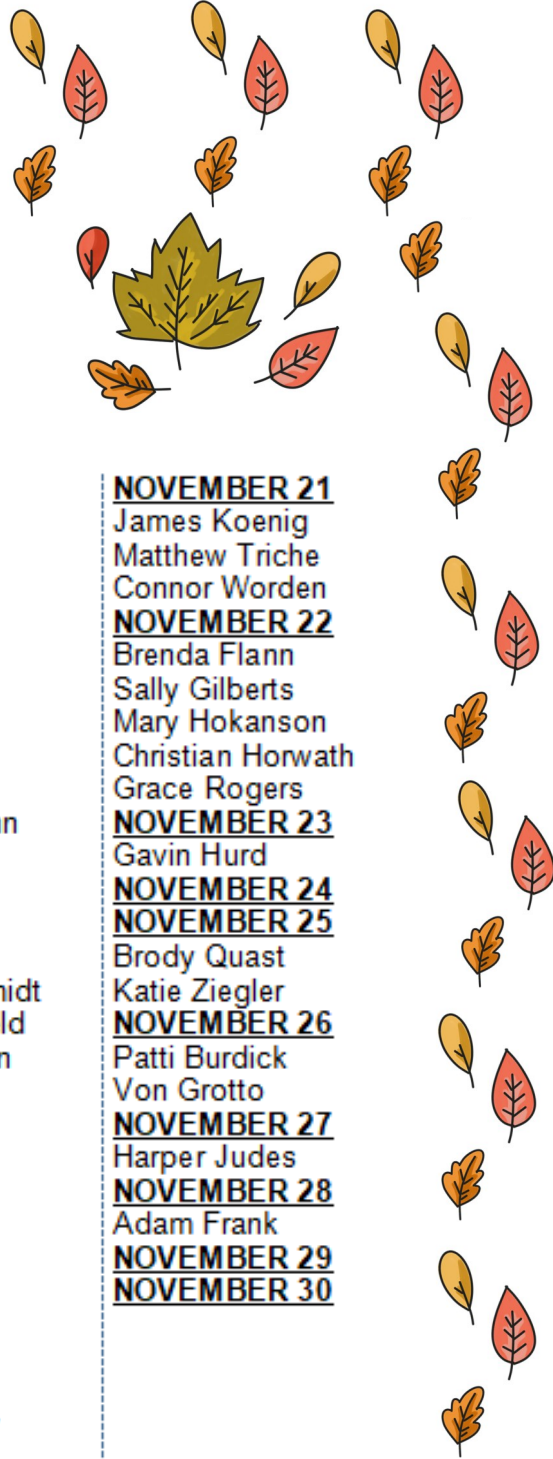 NOVEMBER 21
James Koenig
Matthew Triche
Connor Worden
NOVEMBER 22
Brenda Flann
Sally Gilberts
Mary Hokanson
Christian Horwath
Grace Rogers
NOVEMBER 23
Gavin Hurd
NOVEMBER 24
NOVEMBER 25
Brody Quast
Katie Ziegler
NOVEMBER 26
Patti Burdick
Von Grotto
NOVEMBER 27
Harper Judes
NOVEMBER 28
Adam Frank
NOVEMBER 29
NOVEMBER 30